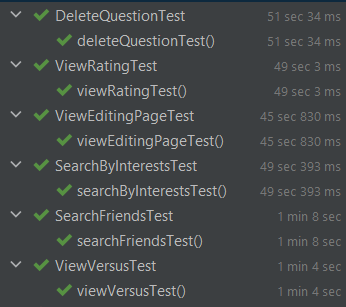 DeleteQuestionTest 51 sec 34 ms
deleteQuestionTest() 51 sec 34 ms
ViewRatingTest 49 sec 3 ms
viewRatingTest() 49 sec 3 ms
ViewEditingPageTest 45 sec 830 ms
viewEditingPageTest() 45 sec 830 ms
SearchByInterestsTest 49 sec 393 ms
searchByInterestsTest() 49 sec 393 ms
SearchFriendsTest 1 min 8 sec
searchFriendsTest() 1 min 8 sec
ViewVersusTest 1 min 4 sec
viewVersusTest() 1 min 4 sec